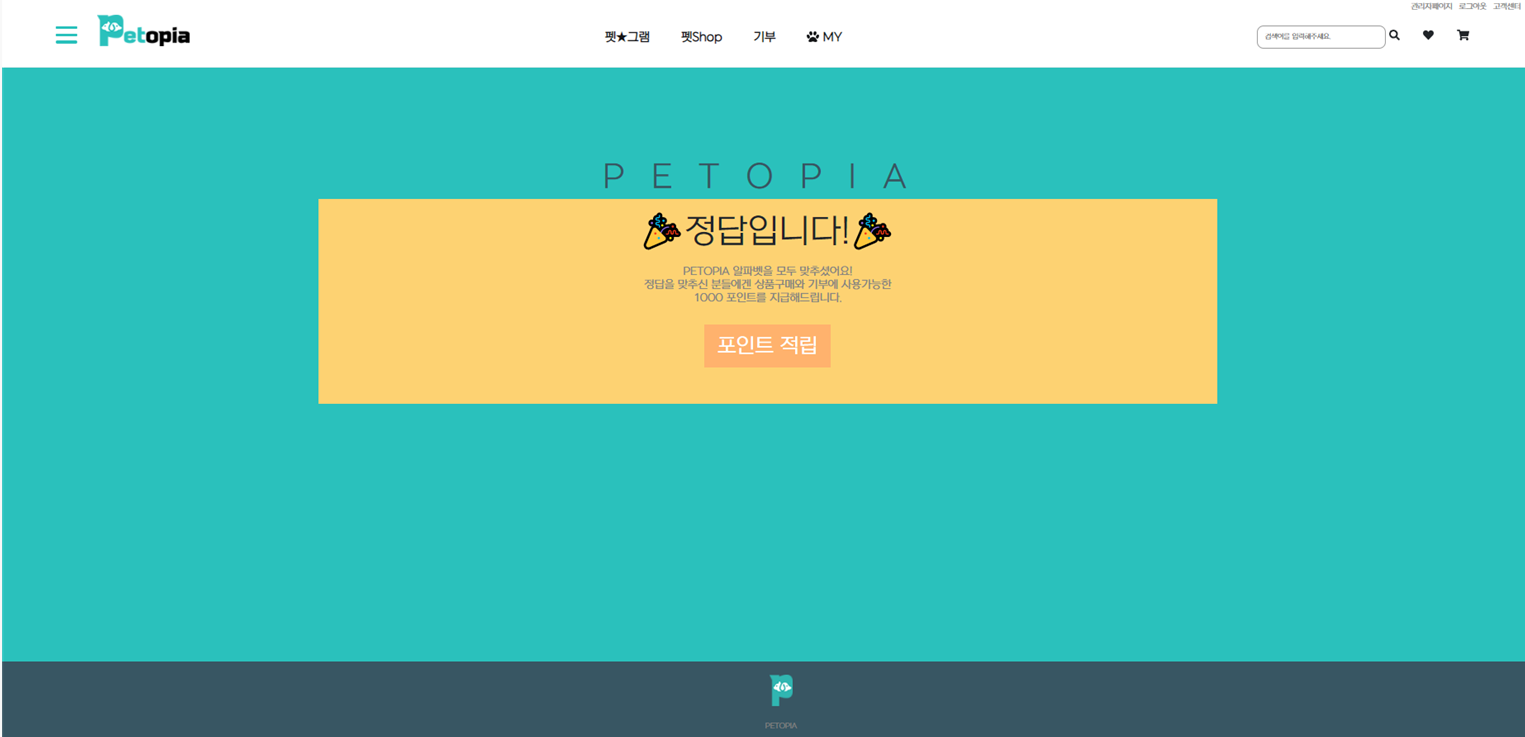 관리자페이지 로그아웃 고객센터
Petopia
펫★그램 펫Shop 기부 MY
검색어를 입력해주세요.
PETOPIA
정답입니다!
PETOPIA 알파벳을 모두 맞추셨어요!
정답을 맞추신 분들에겐 상품구매와 기부에 사용가능한
1000 포인트를 지급해드립니다.
포인트 적립
P
PETOPIA